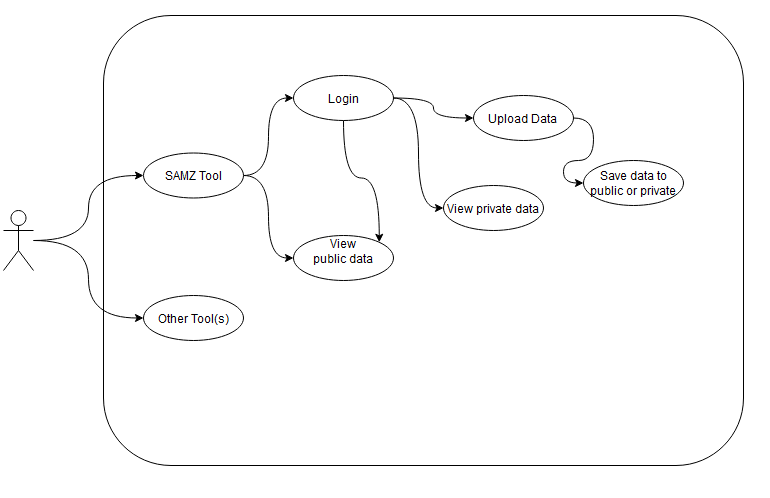 Login
Upload Data
SAMZ Tool
Save data to
public or private
View private data
View
public data
Other Tool(s)